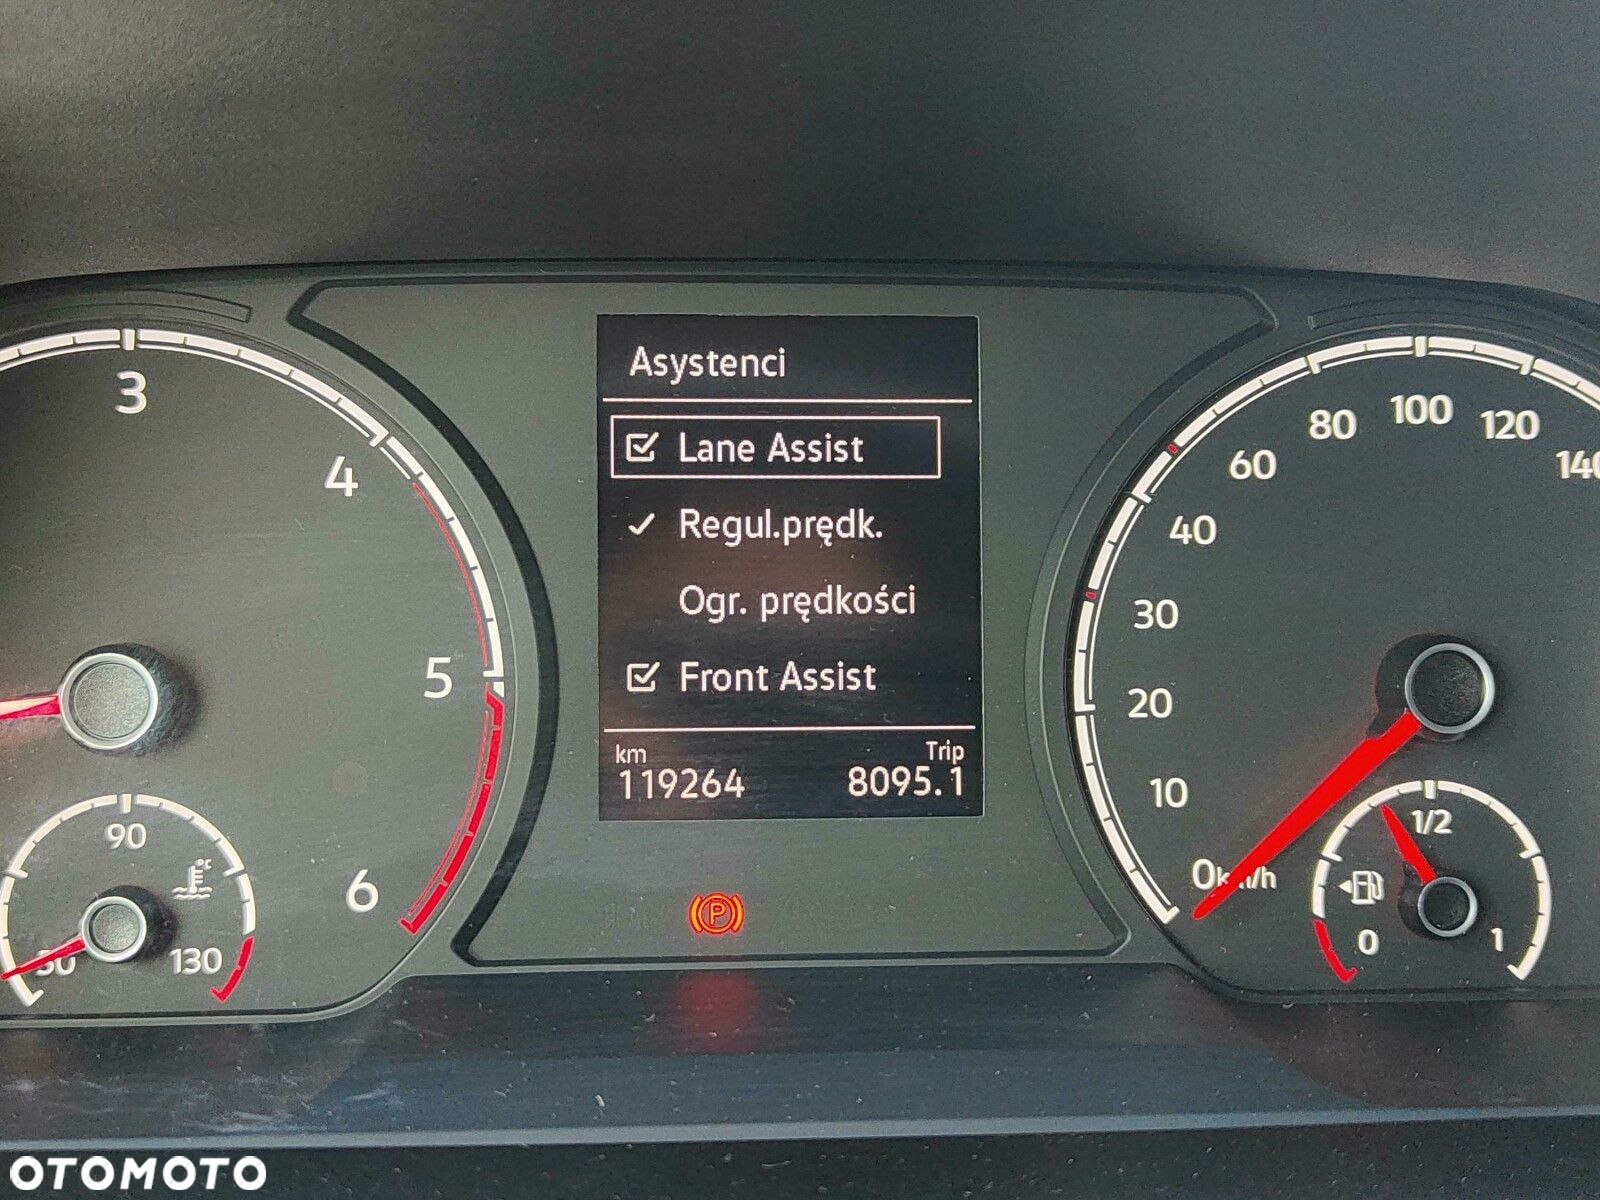 Asystenci
Lane Assist
Regul.prędk.
Ogr. prędkości
Front Assist
km
Trip
119264
8095.1
3
4
5
6
90
°C
130
0
10
20
30
40
60
80
100
120
1/2
0
1
P
OTOMOTO